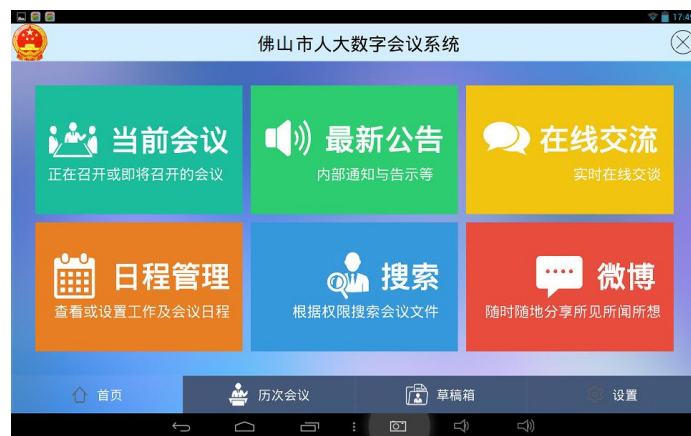 17:4
佛山市人大数字会议系统
当前会议
正在召开或即将召开的会议
最新公告
内部通知与告示等
在线交流
实时在线交谈
日程管理
查看或设置工作及会议日程
搜索
根据权限搜索会议文件
微博
随时随地分享所见所闻所想
首页
历次会议
草稿箱
设置